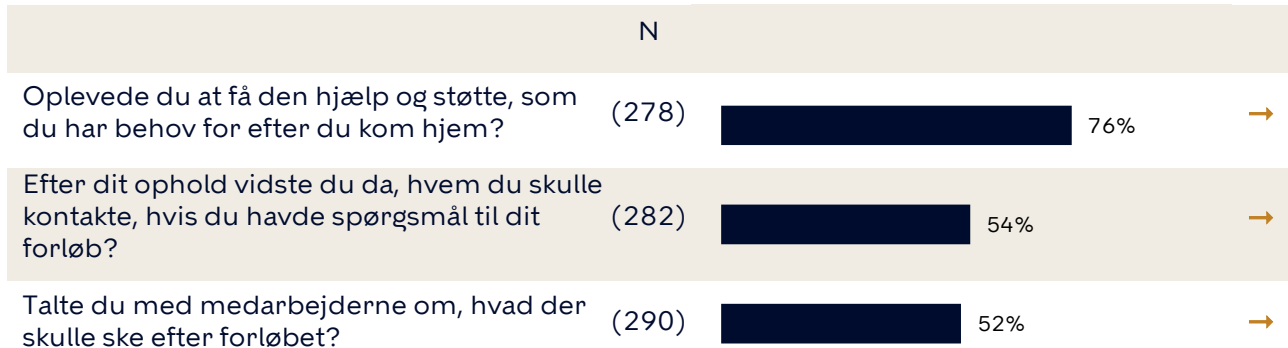 N
Oplevede du at få den hjælp og støtte, som
du har behov for efter du kom hjem?
(278)
76%
→
Efter dit ophold vidste du da, hvem du skulle
kontakte, hvis du havde spørgsmål til dit
forløb?
(282)
54%
→
Talte du med medarbejderne om, hvad der
skulle ske efter forløbet?
(290)
52%
→